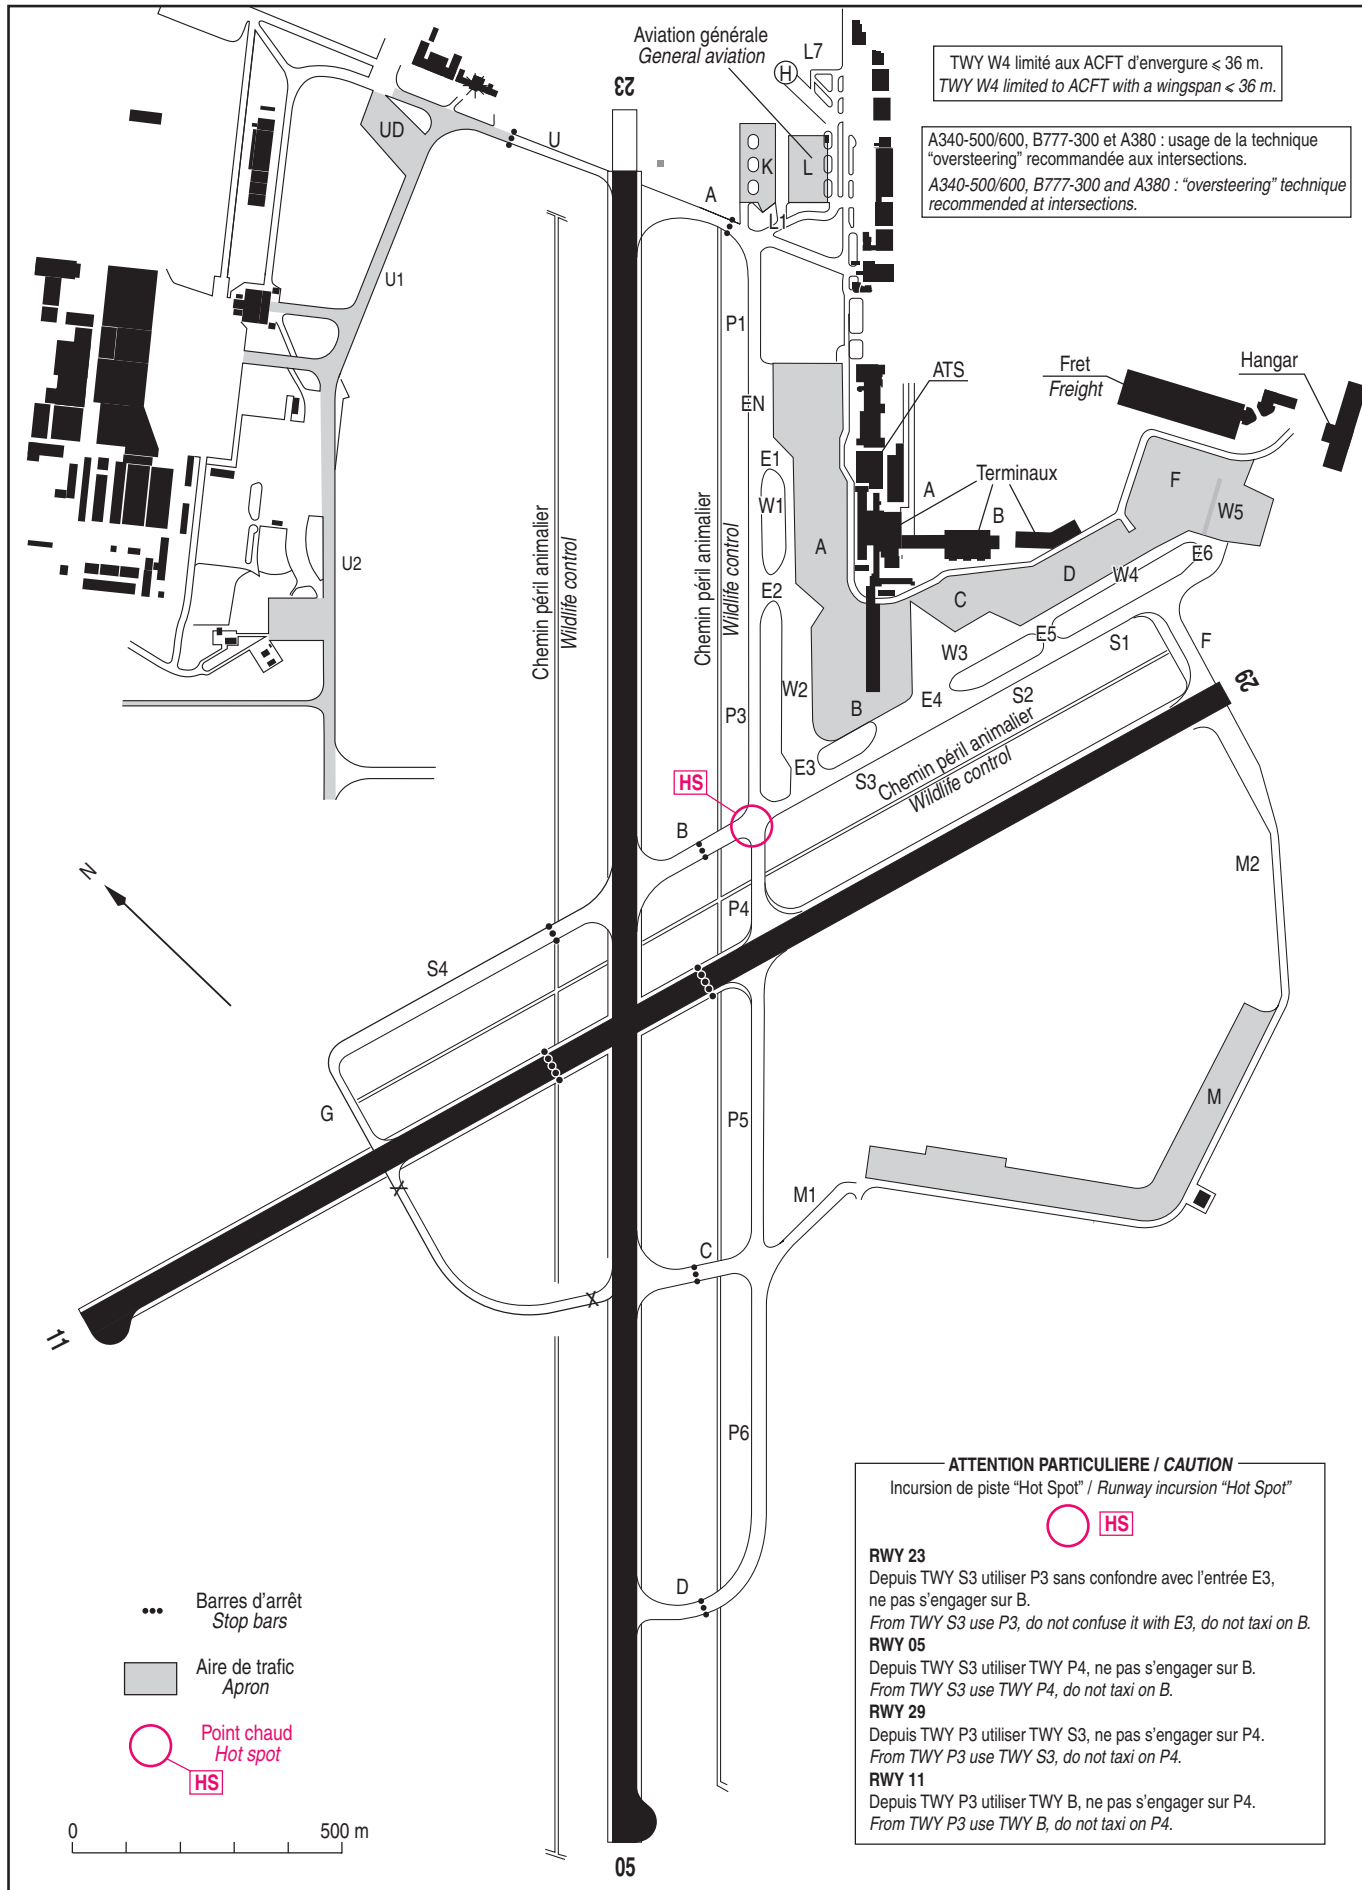 Aviation générale
General aviation
L7
H
23
TWY W4 limité aux ACFT d'envergure ⩽ 36 m.
TWY W4 limited to ACFT with a wingspan ⩽ 36 m.
A340-500/600, B777-300 et A380 : usage de la technique
"oversteering" recommandée aux intersections.
A340-500/600, B777-300 and A380 : "oversteering" technique
recommended at intersections.
UD
U
K
L
A
L1
U1
P1
ATS
Fret
Freight
Hangar
EN
E1
W1
A
Terminaux
A
B
F
W5
Chemin péril animalier
Wildlife control
Chemin péril animalier
Wildlife control
U2
E2
D
W4
E6
C
E5
S1
F
W3
W2
B
E4
S2
29
P3
E3
S3
Chemin péril animalier
Wildlife control
HS
B
N
M2
P4
S4
G
P5
M
M1
C
11
P6
D
ATTENTION PARTICULIERE / CAUTION
Incursion de piste "Hot Spot" / Runway incursion "Hot Spot"
HS
RWY 23
Depuis TWY S3 utiliser P3 sans confondre avec l'entrée E3,
ne pas s'engager sur B.
From TWY S3 use P3, do not confuse it with E3, do not taxi on B.
RWY 05
Depuis TWY S3 utiliser TWY P4, ne pas s'engager sur B.
From TWY S3 use TWY P4, do not taxi on B.
RWY 29
Depuis TWY P3 utiliser TWY S3, ne pas s'engager sur P4.
From TWY P3 use TWY S3, do not taxi on P4.
RWY 11
Depuis TWY P3 utiliser TWY B, ne pas s'engager sur P4.
From TWY P3 use TWY B, do not taxi on P4.
Barres d'arrêt
Stop bars
Aire de trafic
Apron
Point chaud
Hot spot
HS
0
500 m
05